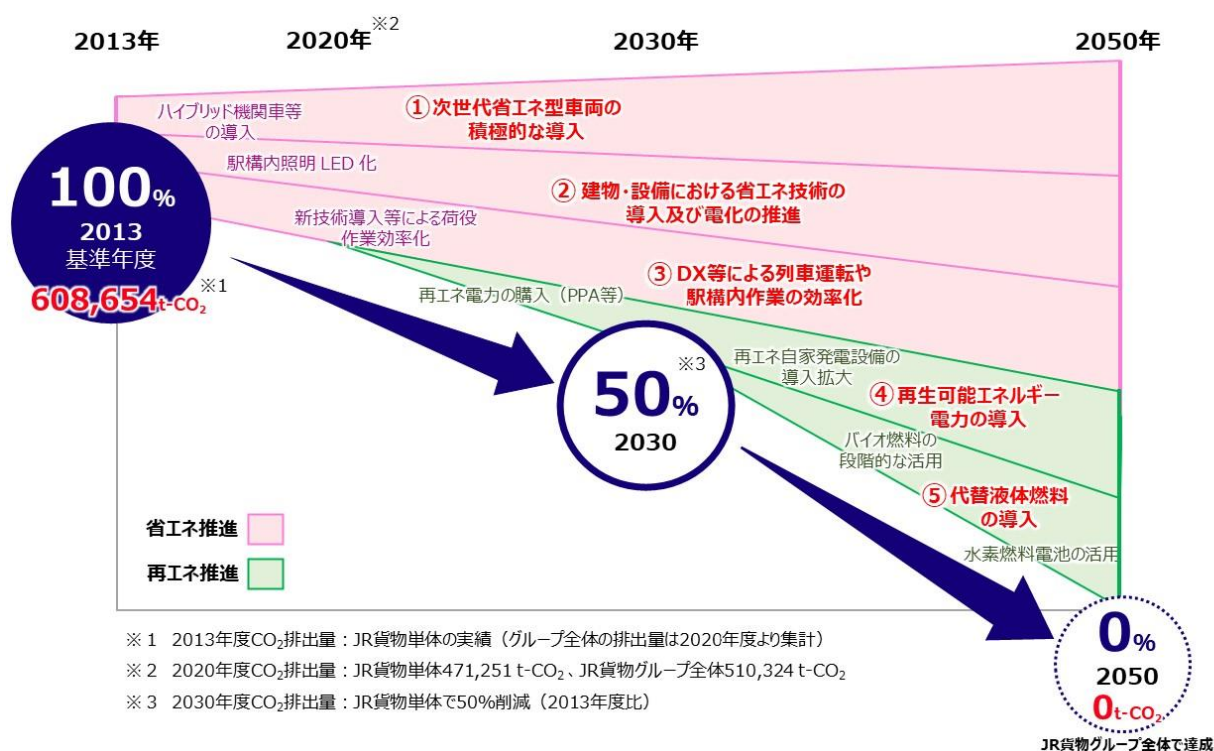 2013年
2020年※2
2030年
2050年
ハイブリッド機関車等
の導入
①次世代省エネ型車両の
積極的な導入
駅構内照明 LED 化
②建物・設備における省エネ技術の
導入及び電化の推進
新技術導入等による荷役
作業効率化
③DX等による列車運転や
駅構内作業の効率化
100%
2013
基準年度
608,654t-CO₂
※1
再エネ電力の購入（PPA等）
再エネ自家発電設備の
導入拡大
④再生可能エネルギー
電力の導入
※3
50%
2030
バイオ燃料の
段階的な活用
⑤代替液体燃料
の導入
水素燃料電池の活用
省エネ推進
再エネ推進
0%
2050
0t-CO₂
JR貨物グループ全体で達成
※１ 2013年度CO₂排出量：JR貨物単体の実績（グループ全体の排出量は2020年度より集計）
※２ 2020年度CO₂排出量：JR貨物単体471,251 t-CO₂、JR貨物グループ全体510,324 t-CO₂
※３ 2030年度CO₂排出量：JR貨物単体で50%削減（2013年度比）